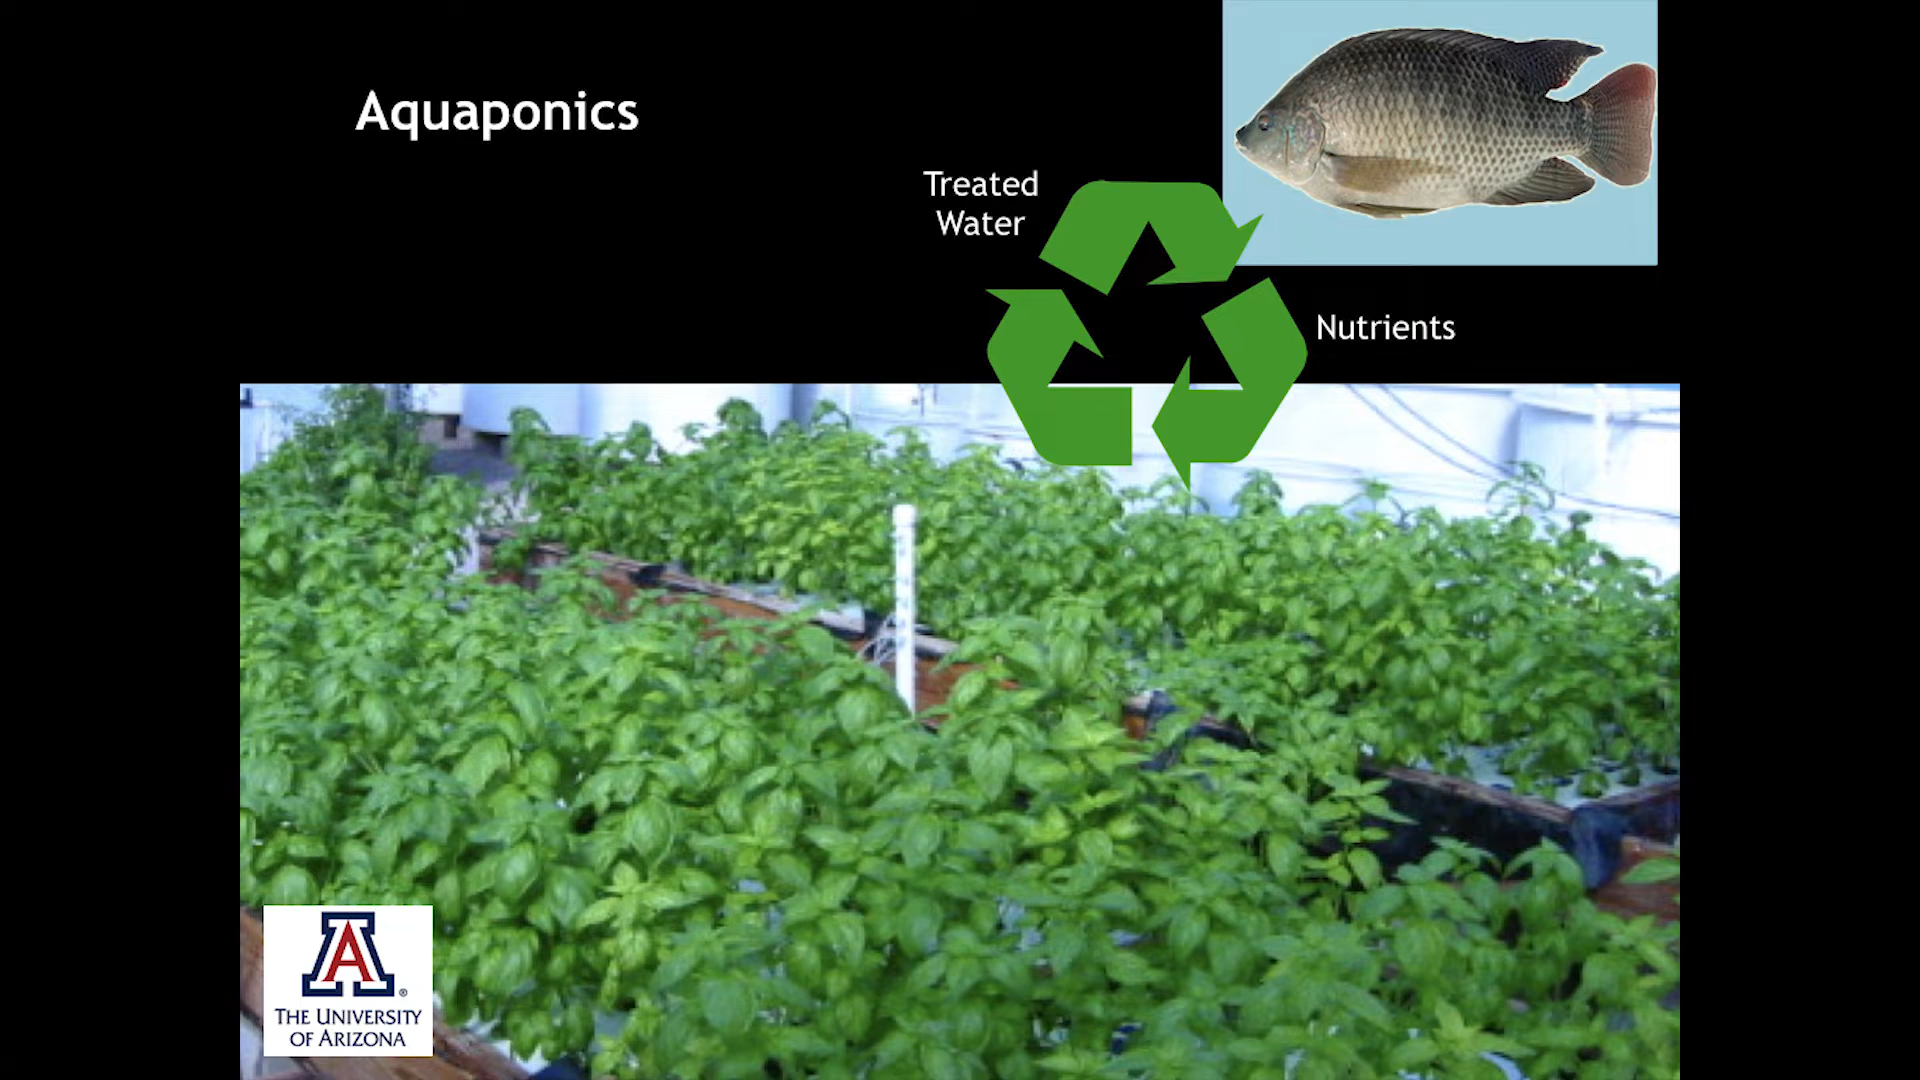 Aquaponics
Treated
Water
Nutrients
A®
THE UNIVERSITY
OF ARIZONA